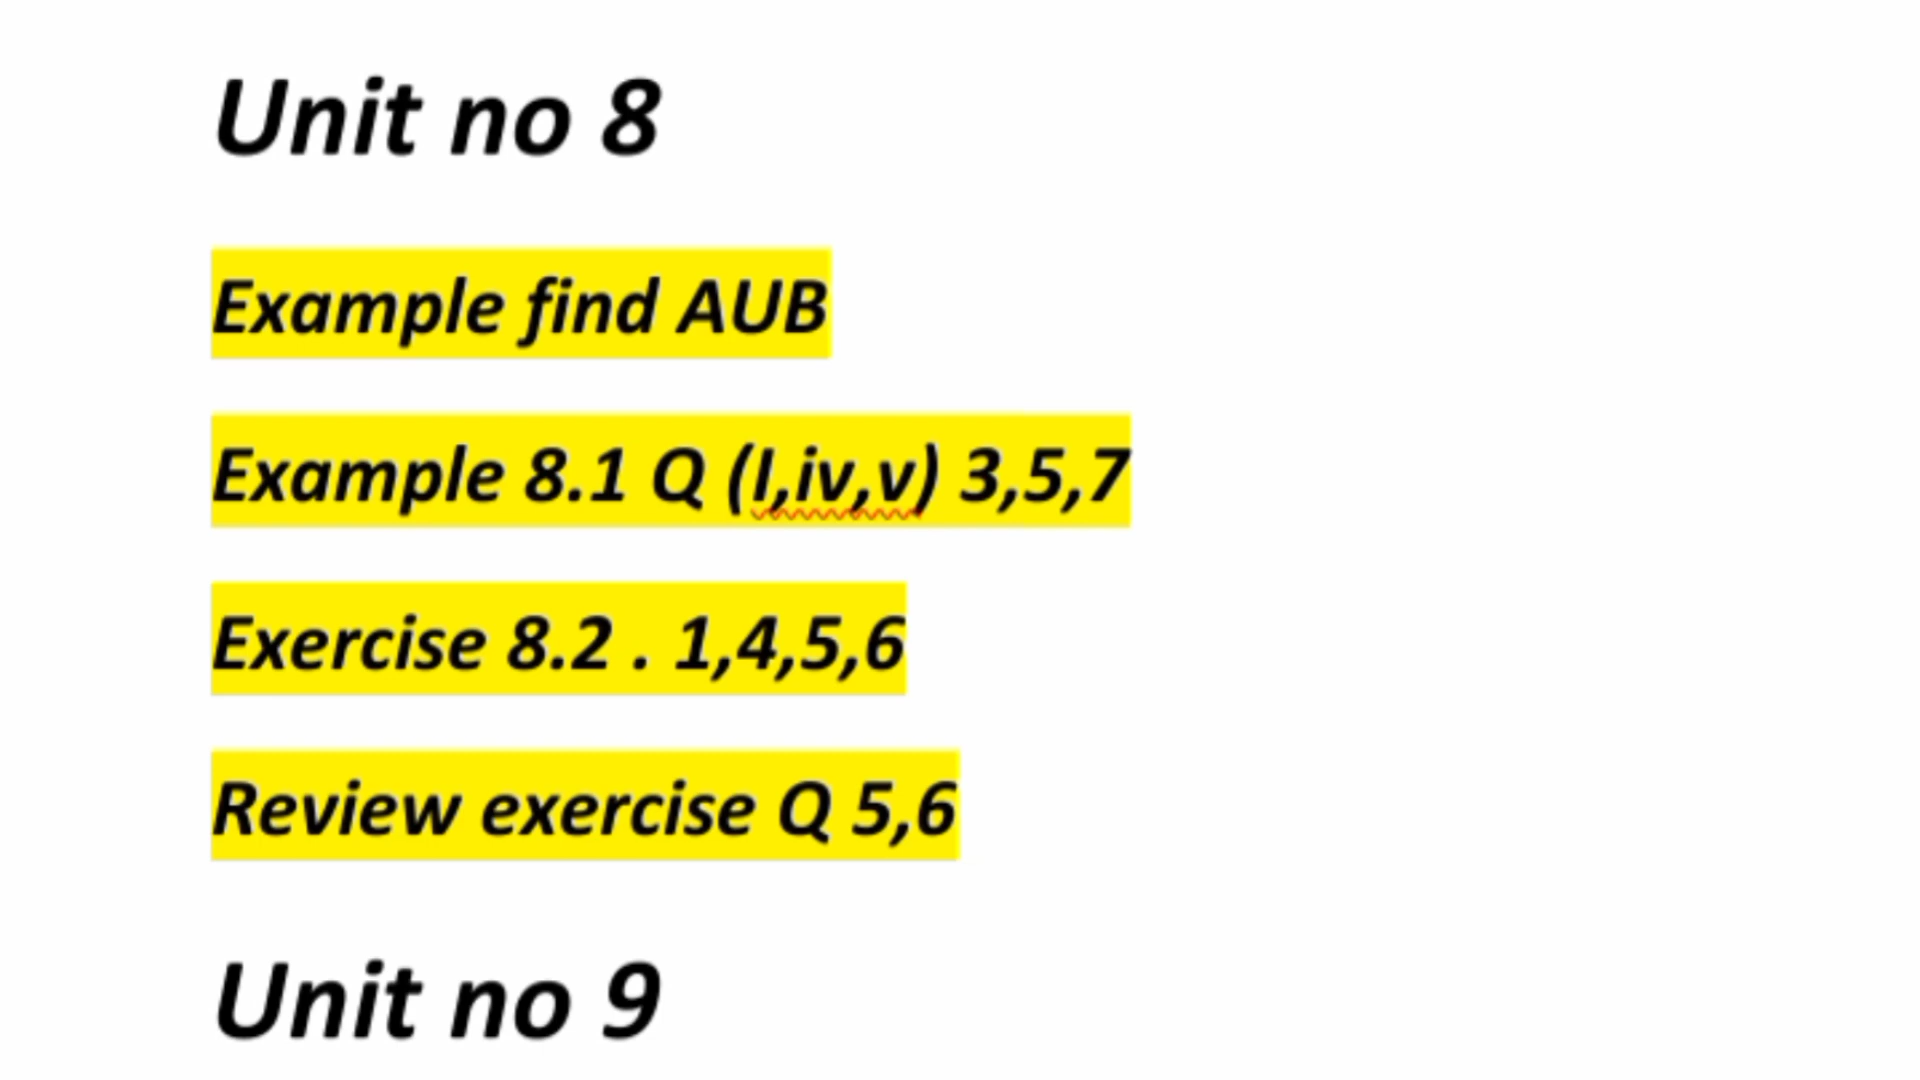 Unit no 8
Example find AUB
Example 8.1 Q (I,iv,v) 3,5,7
Exercise 8.2 . 1,4,5,6
Review exercise Q 5,6
Unit no 9